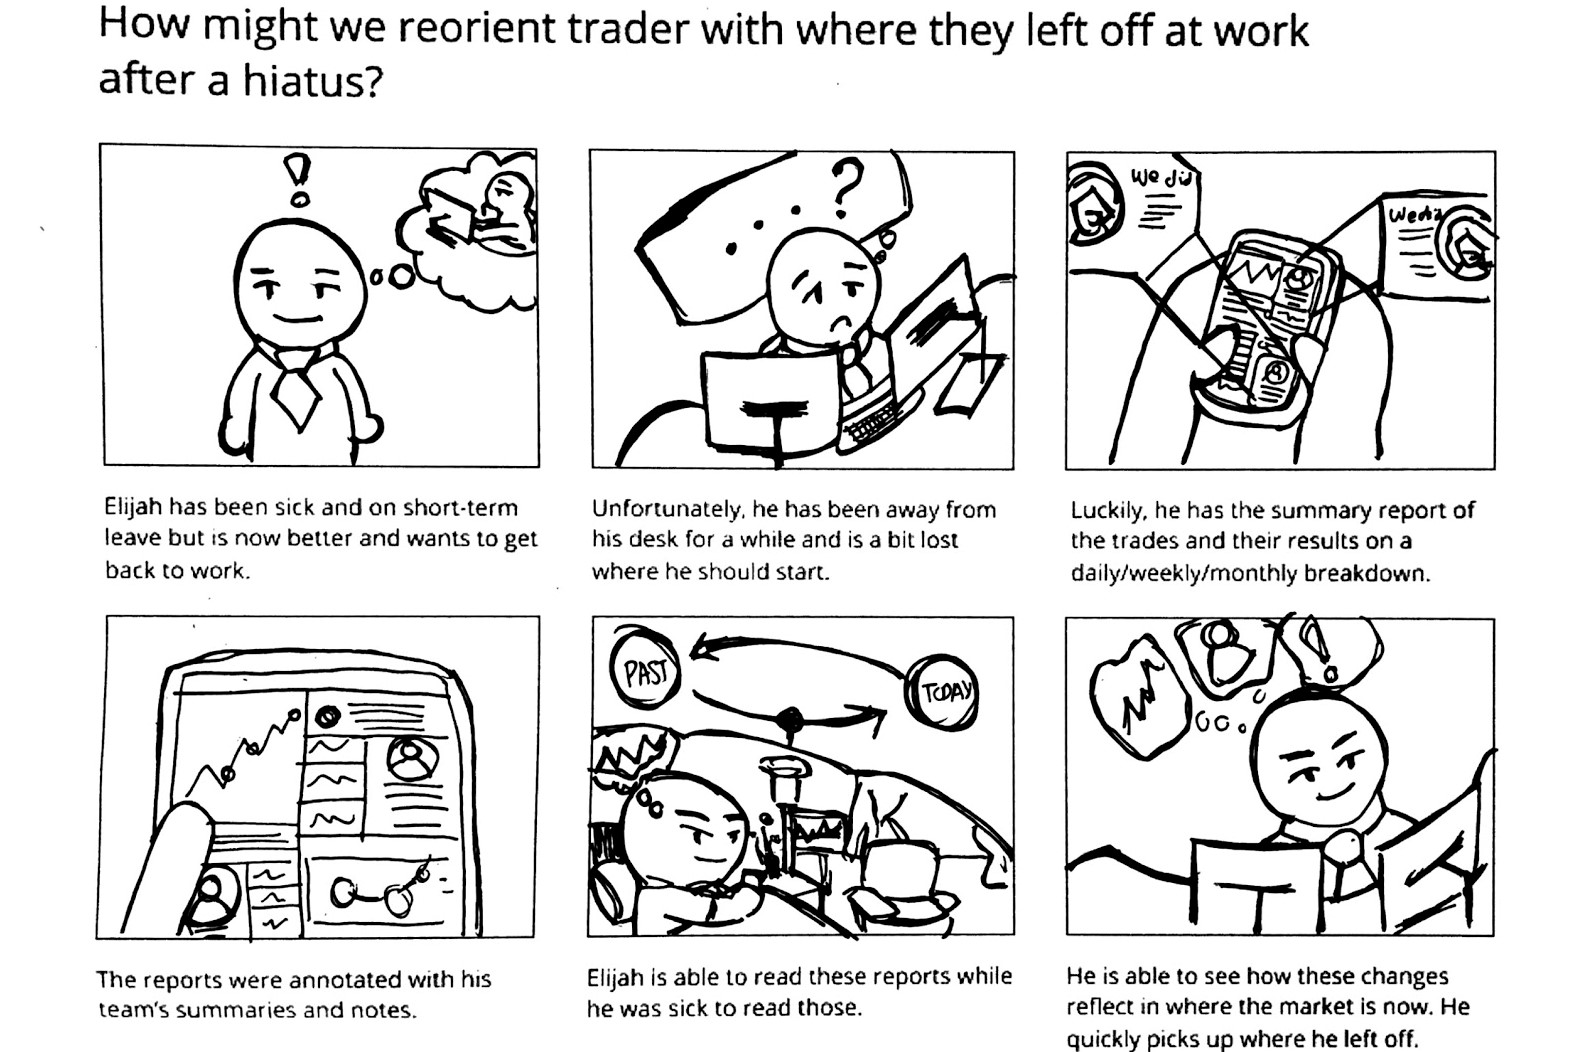 How might we reorient trader with where they left off at work
after a hiatus?
!
?
We did
We did
Elijah has been sick and on short-term
leave but is now better and wants to get
back to work.
Unfortunately, he has been away from
his desk for a while and is a bit lost
where he should start.
Luckily, he has the summary report of
the trades and their results on a
daily/weekly/monthly breakdown.
PAST
TODAY
!
The reports were annotated with his
team's summaries and notes.
Elijah is able to read these reports while
he was sick to read those.
He is able to see how these changes
reflect in where the market is now. He
quickly picks up where he left off.